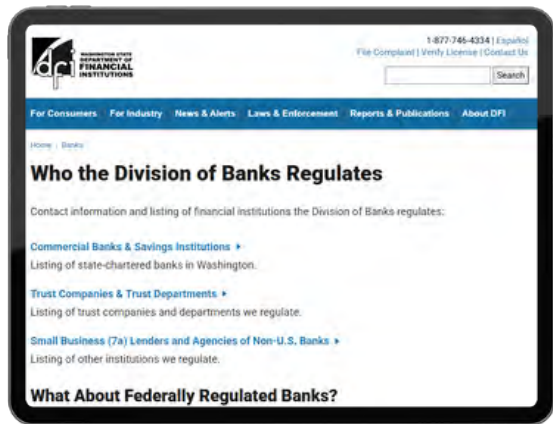 dfi
WASHINGTON STATE
DEPARTMENT OF
FINANCIAL
INSTITUTIONS
1-877-746-4334 | Español
File Complaint | Verify License | Contact Us
Search
For Consumers For Industry News & Alerts Laws & Enforcement Reports & Publications About DFI
Home : Banks
Who the Division of Banks Regulates
Contact information and listing of financial institutions the Division of Banks regulates:
Commercial Banks & Savings Institutions
Listing of state-chartered banks in Washington.
Trust Companies & Trust Departments
Listing of trust companies and departments we regulate.
Small Business (7a) Lenders and Agencies of Non-U.S. Banks
Listing of other institutions we regulate.
What About Federally Regulated Banks?